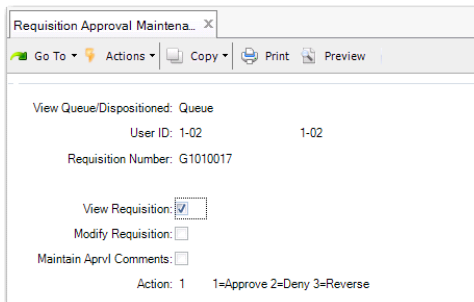 Requisition Approval Maintena... X
Go To Actions Copy Print Preview
View Queue/Dispositioned: Queue
User ID: 1-02 1-02
Requisition Number: G1010017
View Requisition:
Modify Requisition:
Maintain Aprvl Comments:
Action: 1 1=Approve 2=Deny 3=Reverse